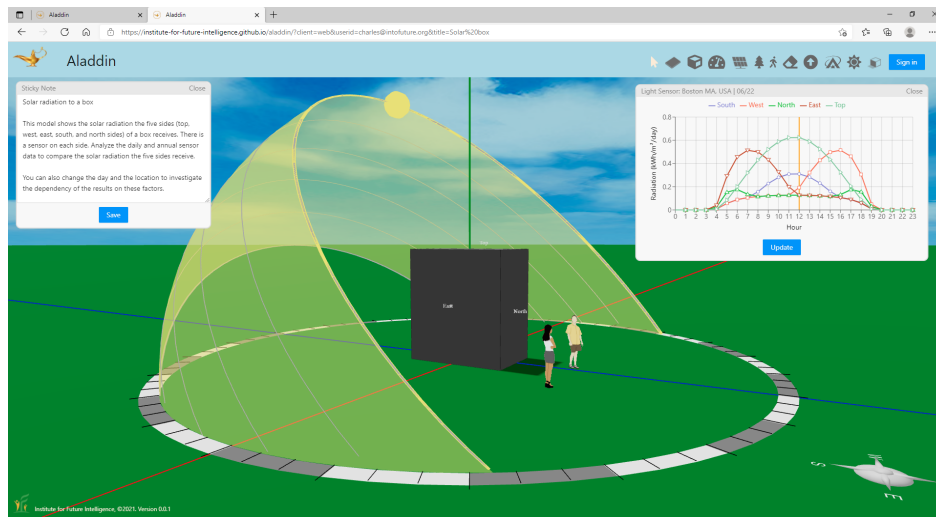 Aladdin
Aladdin
https://institute-for-future-intelligence.github.io/aladdin/?client=web&userid=charles@intofuture.org&title=Solar%20box
Aladdin
Sign in
Sticky Note Close
Solar radiation to a box
This model shows the solar radiation the five sides (top,
west, east, south, and north sides) of a box receives. There
is a sensor on each side. Analyze the daily and annual sensor
data to compare the solar radiation the five sides receive.
You can also change the day and the location to investigate
the dependency of the results on these factors.
Save
Light Sensor: Boston MA, USA | 06/22 Close
South West North East Top
Radiation (kWh/m²/day)
0.8
0.6
0.4
0.2
0
0 1 2 3 4 5 6 7 8 9 10 11 12 13 14 15 16 17 18 19 20 21 22 23
Hour
Update
East
North
S
E
Institute for Future Intelligence, ©2021. Version 0.0.1